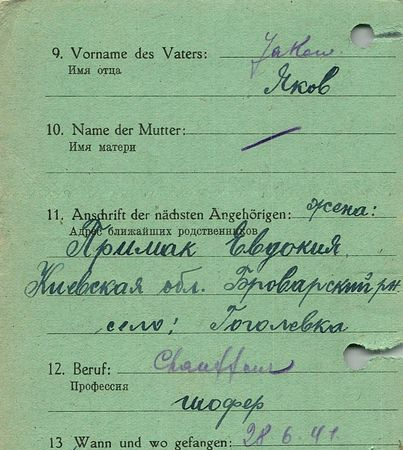 9. Vorname des Vaters: Jakow
Имя отца
Яков
10. Name der Mutter:
Имя матери
11. Anschrift der nächsten Angehörigen: жена:
Адрес ближайших родственников
Примак Евдокия
Киевская обл. Броварский рн
село: Гоголевка
12. Beruf: Chauffeur
Профессия
шофер
13 Wann und wo gefangen: 28 6. 41.